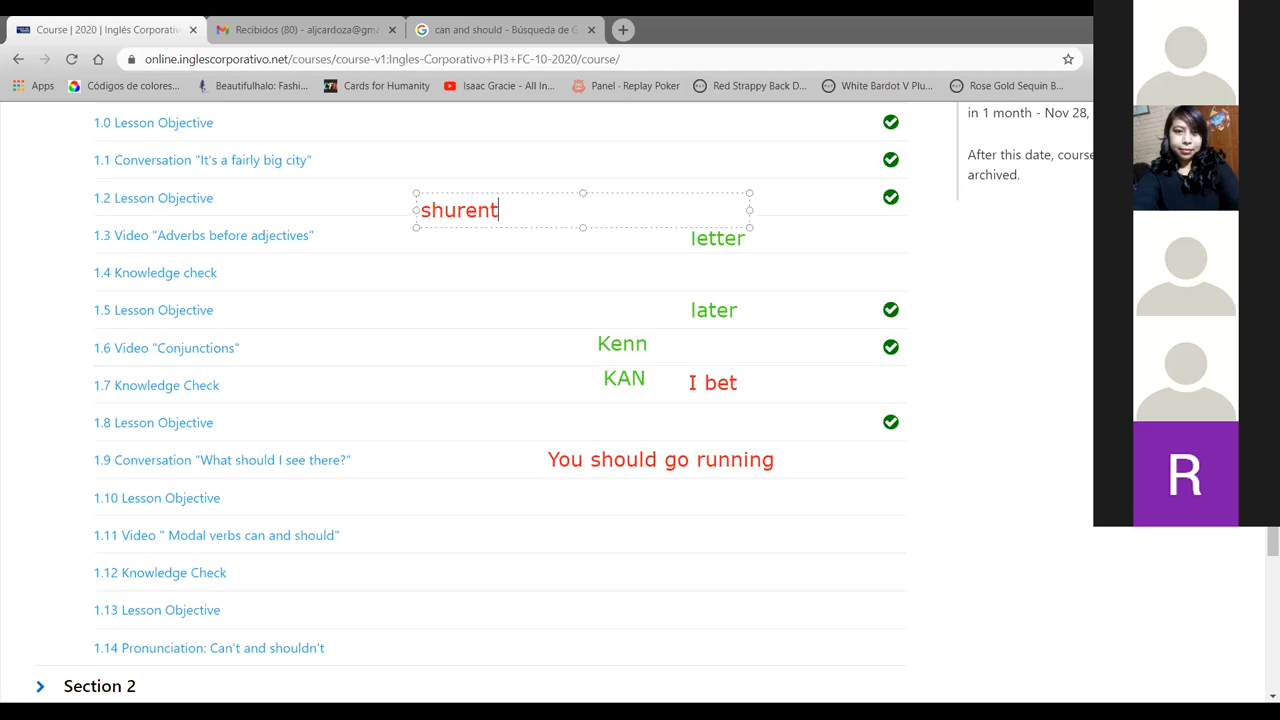 Course | 2020 | Inglés Corporativ
Recibidos (80) - aljcardoza@gma
can and should - Búsqueda de G
online.inglescorporativo.net/courses/course-v1:Ingles-Corporativo+PI3+FC-10-2020/course/
Apps
Códigos de colores...
Beautifulhalo: Fashi...
Cards for Humanity
Isaac Gracie - All In...
Panel · Replay Poker
Red Strappy Back D...
White Bardot V Plu...
Rose Gold Sequin B...
1.0 Lesson Objective
in 1 month - Nov 28,
1.1 Conversation "It's a fairly big city"
After this date, course
archived.
1.2 Lesson Objective
shurent
1.3 Video "Adverbs before adjectives"
letter
1.4 Knowledge check
1.5 Lesson Objective
later
1.6 Video "Conjunctions"
Kenn
1.7 Knowledge Check
KAN
I bet
1.8 Lesson Objective
1.9 Conversation "What should I see there?"
You should go running
R
1.10 Lesson Objective
1.11 Video " Modal verbs can and should"
1.12 Knowledge Check
1.13 Lesson Objective
1.14 Pronunciation: Can't and shouldn't
Section 2